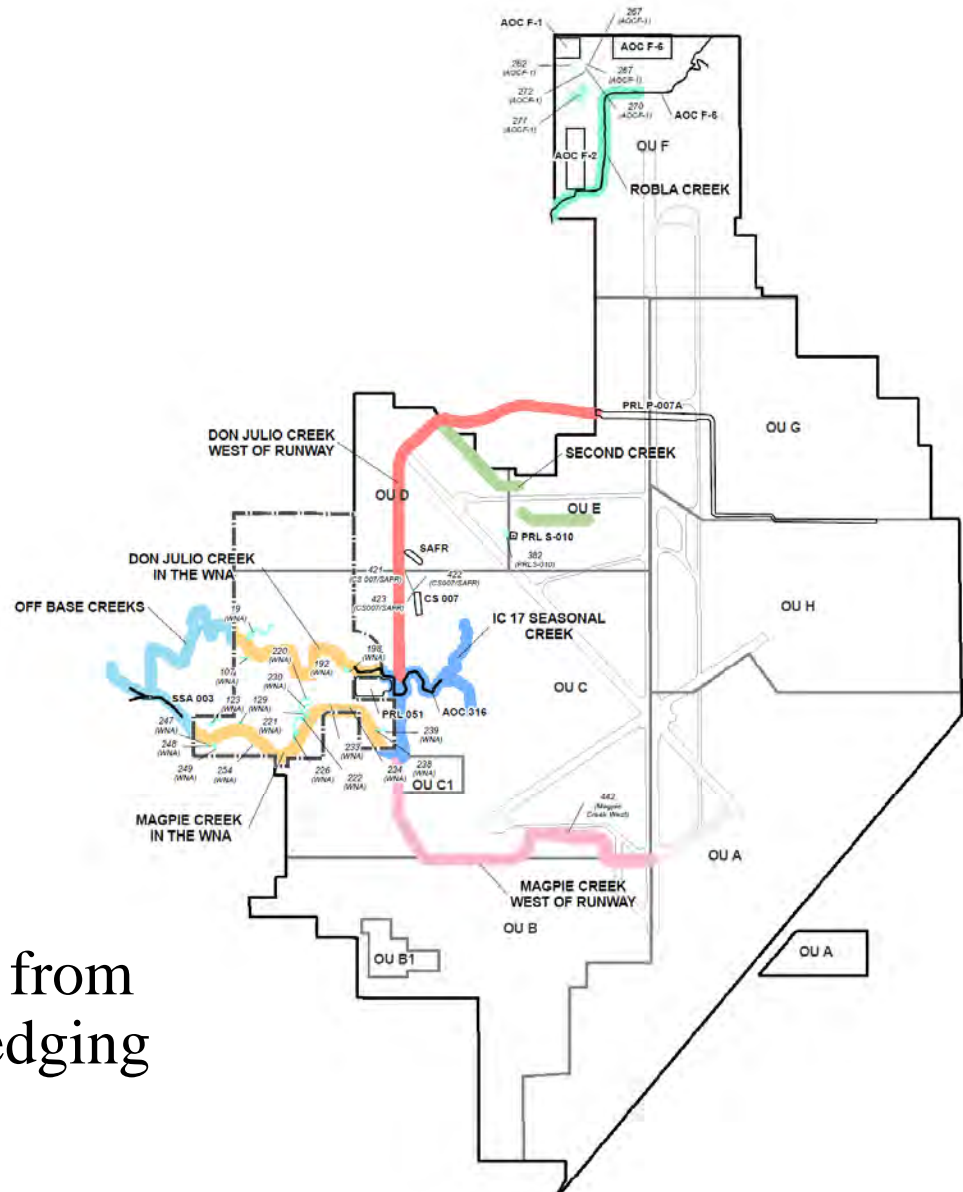 267
(AOCF-1)
AOC F-1
AOC F-6
262
(AOCF-1)
267
(AOCF-1)
272
(AOCF-1)
270
(AOCF-1)
277
(AOCF-1)
AOC F-6
OU F
AOC F-2
ROBLA CREEK
PRL P-007A
OU G
DON JULIO CREEK
WEST OF RUNWAY
SECOND CREEK
OU D
OU E
PRL S-010
382
(PRLS-010)
SAFR
DON JULIO CREEK
IN THE WNA
421
(CS 007/SAFR)
422
(CS007/SAFR)
423
(CS007/SAFR)
CS 007
OU H
OFF BASE CREEKS
19
(WNA)
IC 17 SEASONAL
CREEK
220
(WNA)
192
(WNA)
198
(WNA)
107
(WNA)
230
(WNA)
OU C
SSA 003
123
(WNA)
129
(WNA)
PRL 051
AOC 316
247
(WNA)
221
(WNA)
239
(WNA)
248
(WNA)
233
(WNA)
238
(WNA)
249
(WNA)
254
(WNA)
226
(WNA)
222
(WNA)
234
(WNA)
OU C1
MAGPIE CREEK
IN THE WNA
442
(Magpie
Creek West)
OU A
MAGPIE CREEK
WEST OF RUNWAY
OU B
OU B1
OU A
from
edging